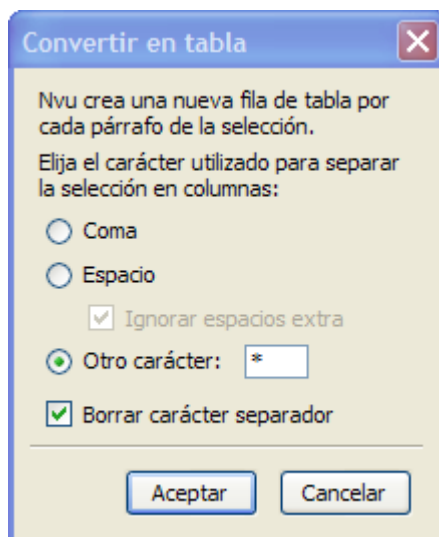 Convertir en tabla
Nvu crea una nueva fila de tabla por
cada párrafo de la selección.
Elija el carácter utilizado para separar
la selección en columnas:
Coma
Espacio
Ignorar espacios extra
Otro carácter: *
Borrar carácter separador
Aceptar Cancelar